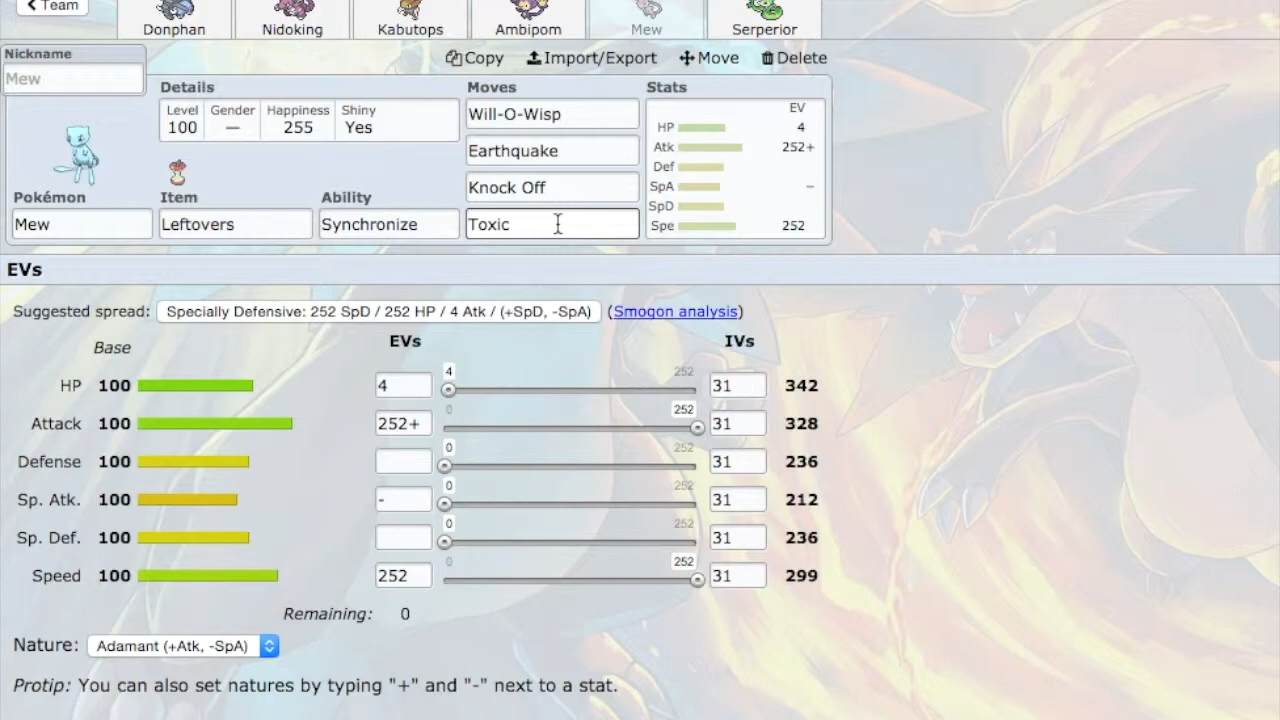 Team
Donphan
Nidoking
Kabutops
Ambipom
Mew
Serperior
Nickname
Mew
Copy
Import/Export
Move
Delete
Details
Moves
Stats
Level
Gender
Happiness
Shiny
100
—
255
Yes
Will-O-Wisp
Earthquake
Knock Off
Toxic
EV
HP 4
Atk 252+
Def
SpA –
SpD
Spe 252
Pokémon
Item
Ability
Mew
Leftovers
Synchronize
EVs
Suggested spread: Specially Defensive: 252 SpD / 252 HP / 4 Atk / (+SpD, -SpA) (Smogon analysis)
Base EVs IVs
HP 100 4 4 252 31 342
Attack 100 252+ 0 252 31 328
Defense 100 0 252 31 236
Sp. Atk. 100 - 0 252 31 212
Sp. Def. 100 0 252 31 236
Speed 100 252 0 252 31 299
Remaining: 0
Nature: Adamant (+Atk, -SpA)
Protip: You can also set natures by typing "+" and "-" next to a stat.